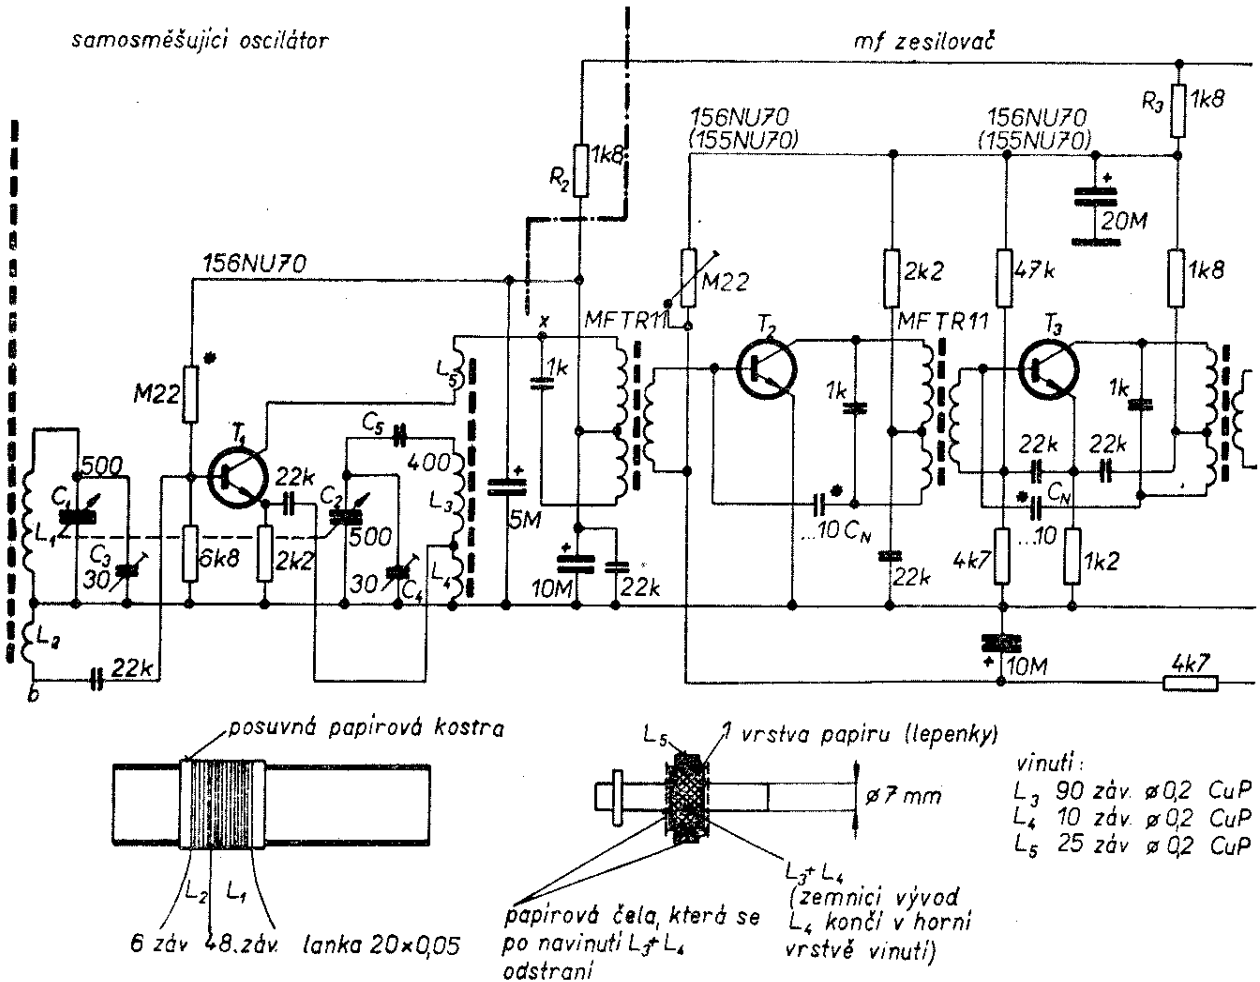 samosměšující oscilátor
mf zesilovač
R3
1k8
156NU70
(155NU70)
156NU70
(155NU70)
R2
1k8
+
20M
156NU70
M22
2k2
47k
1k8
x
MFTR11
MFTR11
T2
T3
*
M22
L5
1k
1k
1k
T1
C5
400
22k
22k
500
C1
22k
C2
500
L3
+
5M
*
...10 CN
*
CN
...10
L1
C3
30
6k8
2k2
30
C4
L4
+
10M
22k
22k
4k7
1k2
L2
22k
b
+
10M
4k7
posuvná papírová kostra
L5
1 vrstva papíru (lepenky)
ø 7 mm
vinutí:
L3 90 záv. ø 0,2 CuP
L4 10 záv. ø 0,2 CuP
L5 25 záv ø 0,2 CuP
L2 L1
6 záv 48.záv. lanka 20×0,05
papírová čela, která se
po navinutí L3+L4
odstraní
L3+L4
(zemnicí vývod
L4 končí v horní
vrstvě vinutí)